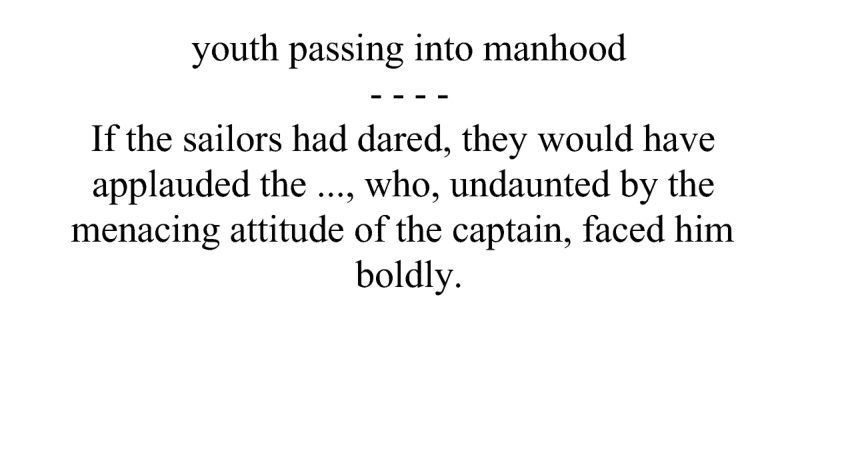 youth passing into manhood
- - - -
If the sailors had dared, they would have
applauded the ..., who, undaunted by the
menacing attitude of the captain, faced him
boldly.